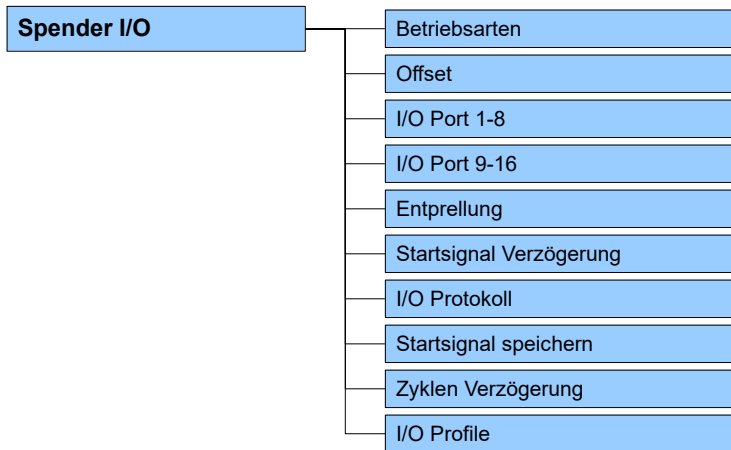 Spender I/O
Betriebsarten
Offset
I/O Port 1-8
I/O Port 9-16
Entprellung
Startsignal Verzögerung
I/O Protokoll
Startsignal speichern
Zyklen Verzögerung
I/O Profile